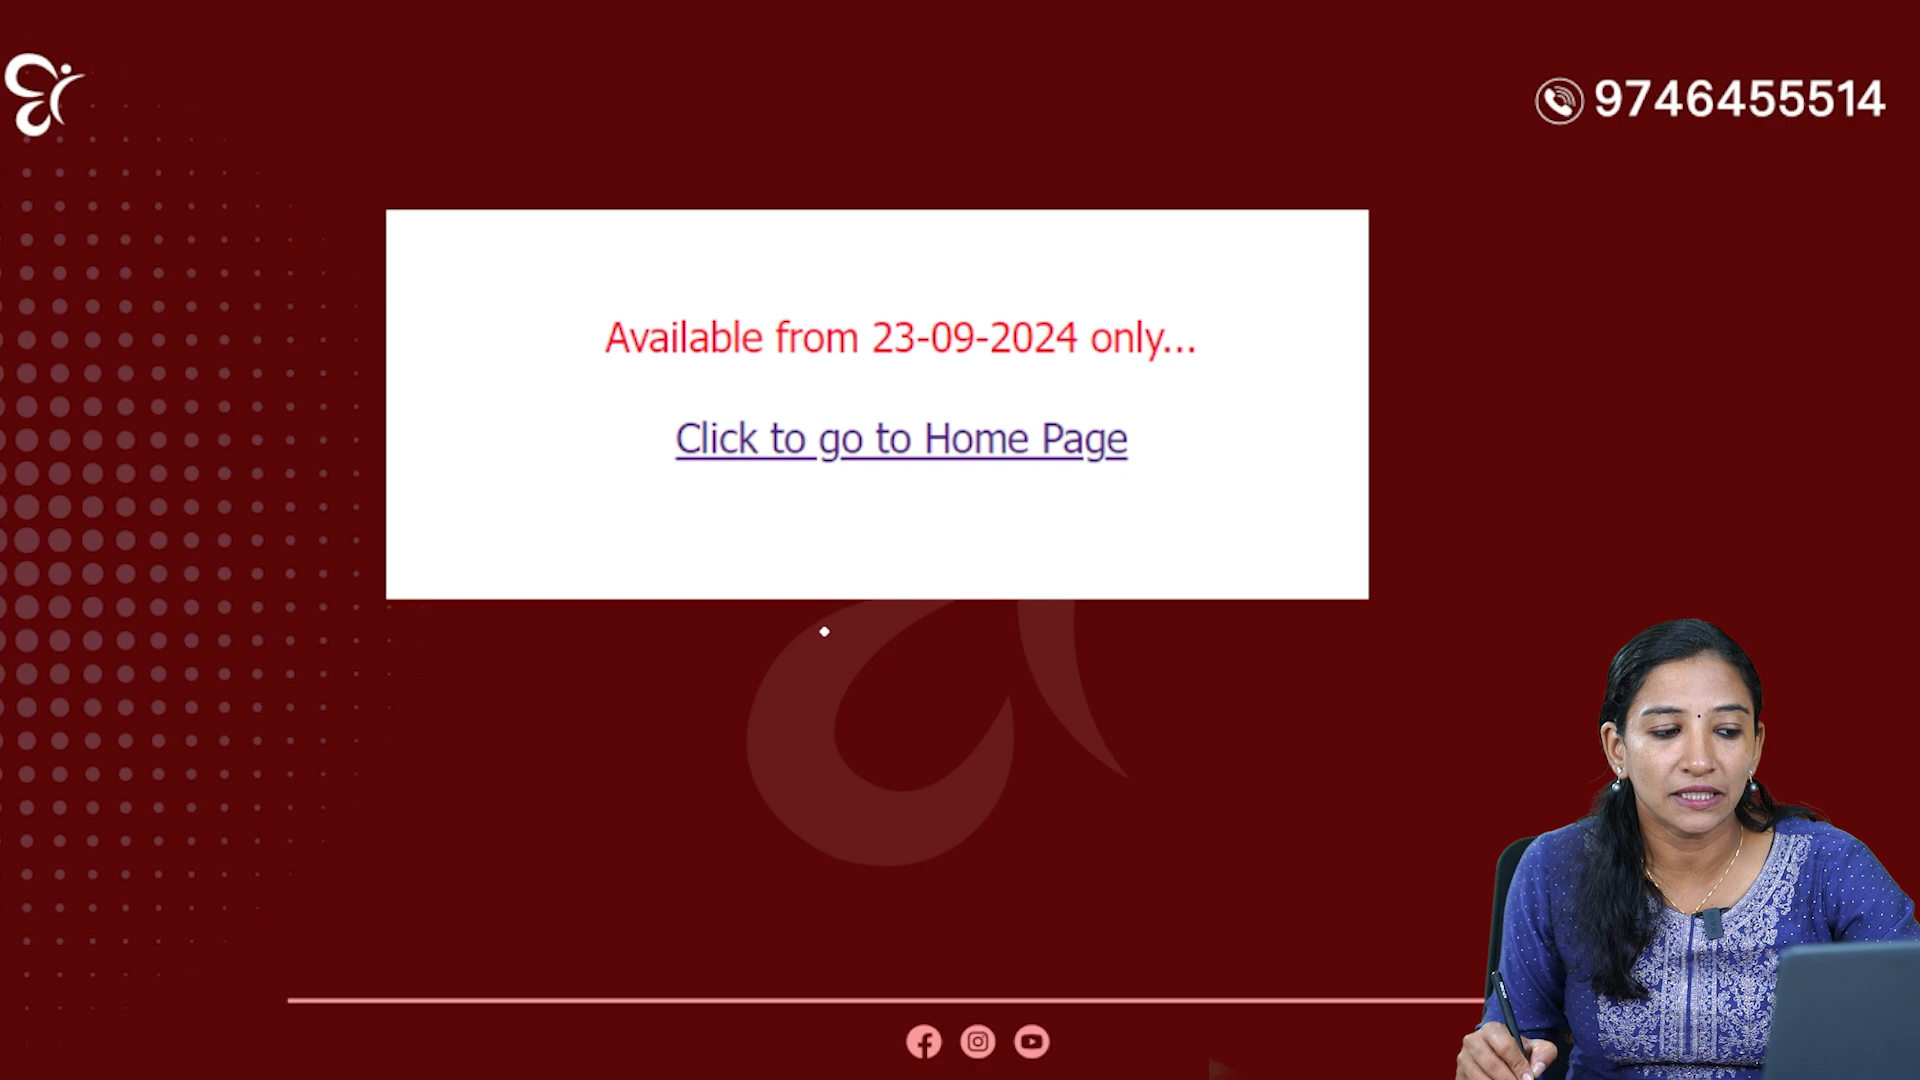 9746455514
Available from 23-09-2024 only...
Click to go to Home Page